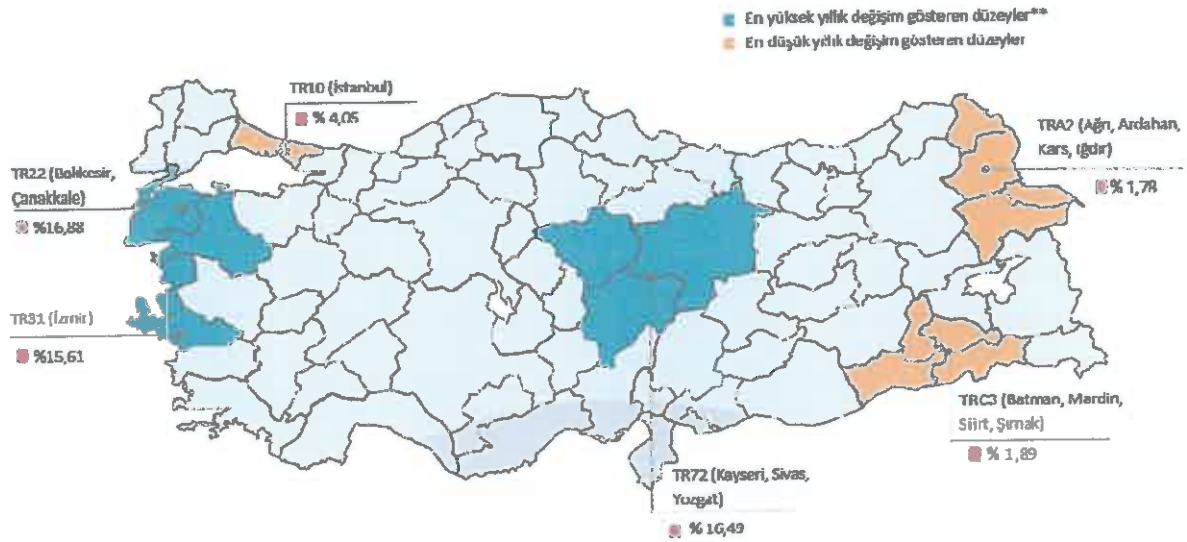 En yüksek yıllık değişim gösteren düzeyler**
En düşük yıllık değişim gösteren düzeyler
TR10 (İstanbul)
% 4,05
TRA2 (Ağrı, Ardahan,
Kars, Iğdır)
% 1,78
TR22 (Balıkesir,
Çanakkale)
%16,88
TR31 (İzmir)
%15,61
TRC3 (Batman, Mardin,
Siirt, Şırnak)
% 1,89
TR72 (Kayseri, Sivas,
Yozgat)
% 16,49